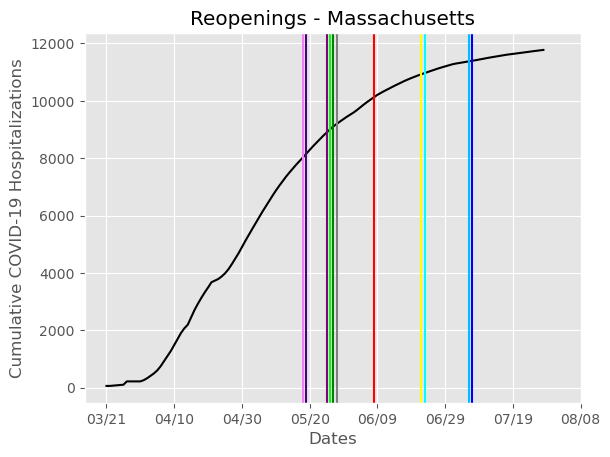 Reopenings - Massachusetts
Cumulative COVID-19 Hospitalizations
12000
10000
8000
6000
4000
2000
0
03/21 04/10 04/30 05/20 06/09 06/29 07/19 08/08
Dates